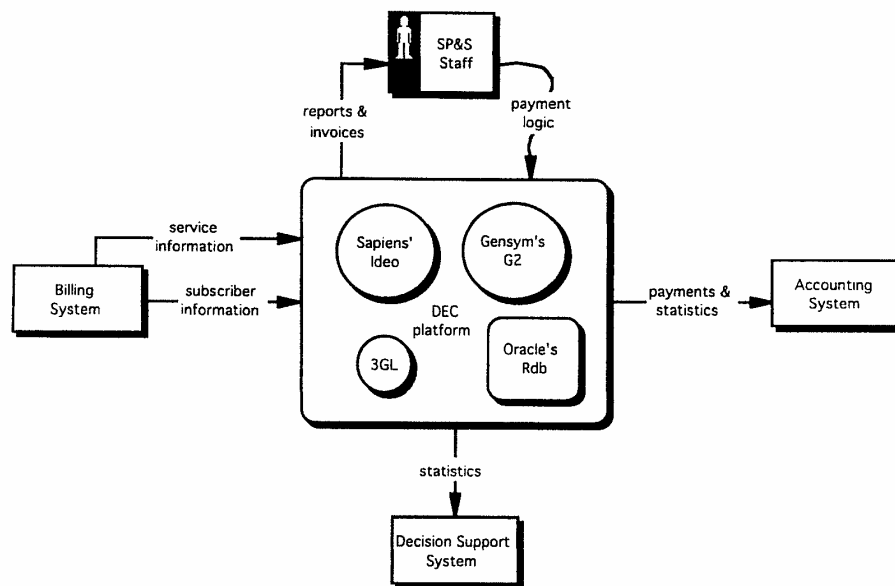 SP&S
Staff
reports &
invoices
payment
logic
service
information
Sapiens'
Ideo
Gensym's
G2
Billing
System
subscriber
information
DEC
platform
payments &
statistics
Accounting
System
3GL
Oracle's
Rdb
statistics
Decision Support
System